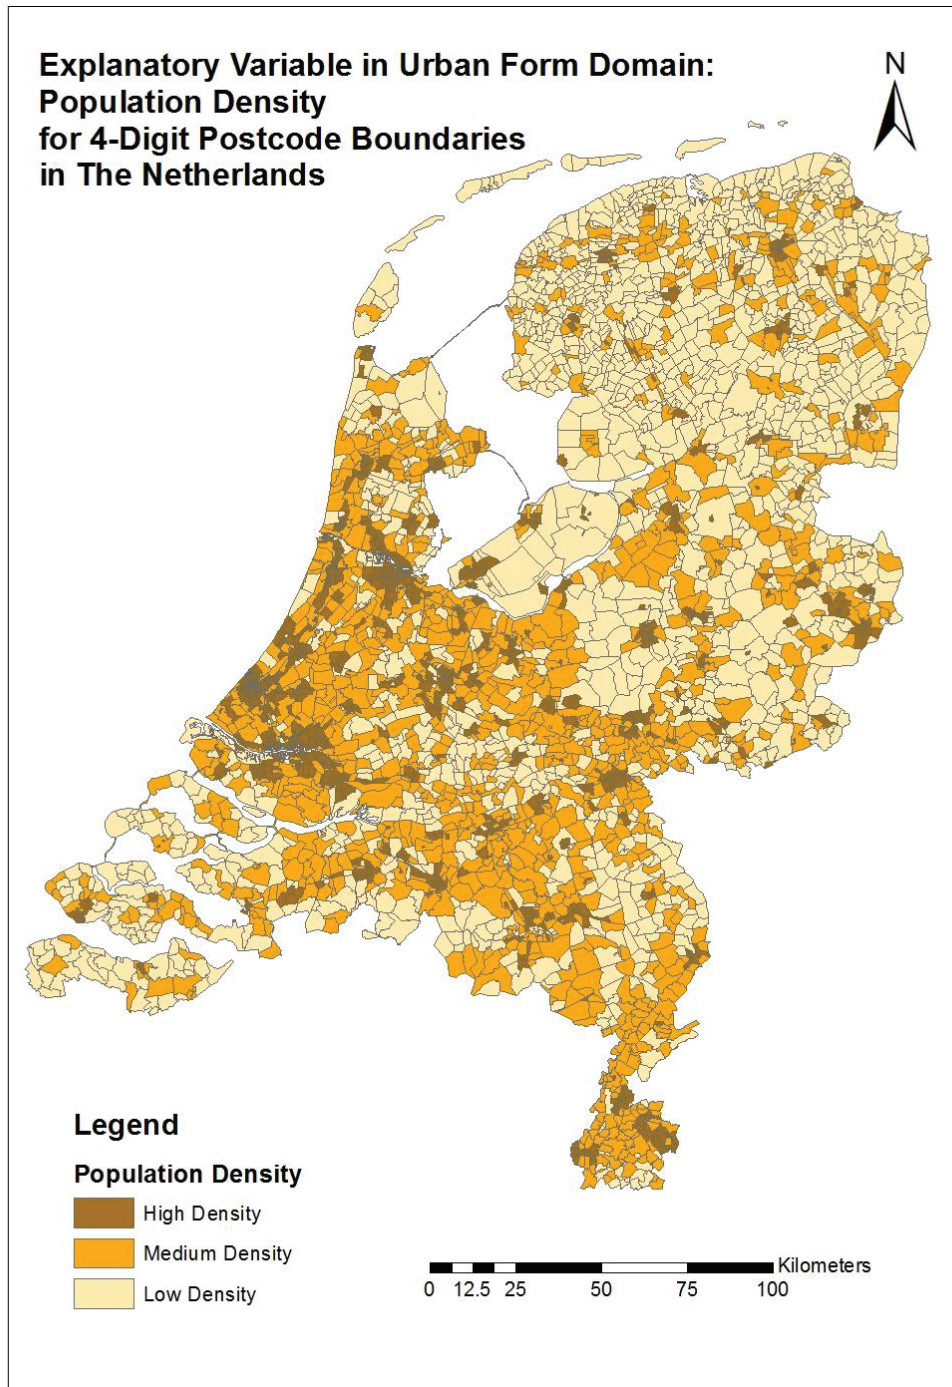 Explanatory Variable in Urban Form Domain:
Population Density
for 4-Digit Postcode Boundaries
in The Netherlands
N
Legend
Population Density
High Density
Medium Density
Low Density
Kilometers
0 12.5 25 50 75 100